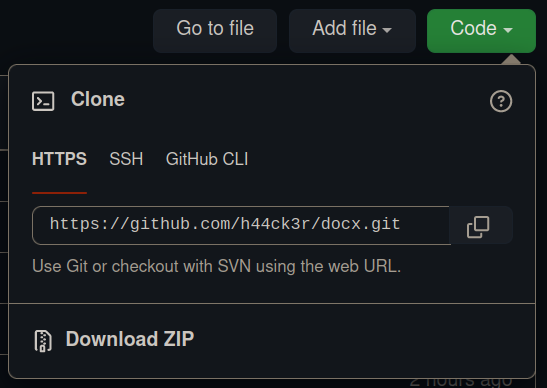 Go to file Add file Code
Clone
HTTPS SSH GitHub CLI
https://github.com/h44ck3r/docx.git
Use Git or checkout with SVN using the web URL.
Download ZIP
2 hours ago